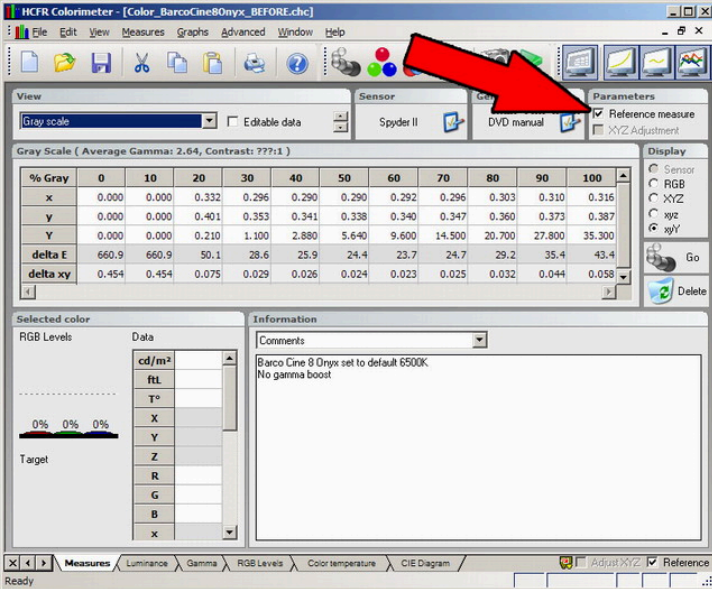 HCFR Colorimeter - [Color_BarcoCine8Onyx_BEFORE.chc]
File Edit View Measures Graphs Advanced Window Help
View
Gray scale
Editable data
Sensor
Spyder II
DVD manual
Parameters
Reference measure
XYZ Adjustment
Gray Scale ( Average Gamma: 2.64, Contrast: ???:1 )
% Gray 0 10 20 30 40 50 60 70 80 90 100
x 0.000 0.000 0.332 0.296 0.290 0.290 0.292 0.296 0.303 0.310 0.316
y 0.000 0.000 0.401 0.353 0.341 0.338 0.340 0.347 0.360 0.373 0.387
Y 0.000 0.000 0.210 1.100 2.880 5.640 9.600 14.500 20.700 27.800 35.300
delta E 660.9 660.9 50.1 28.6 25.9 24.4 23.7 24.7 29.2 35.4 43.4
delta xy 0.454 0.454 0.075 0.029 0.026 0.024 0.023 0.025 0.032 0.044 0.058
Display
Sensor
RGB
XYZ
xyz
xyY
Go
Delete
Selected color
RGB Levels
0% 0% 0%
Target
Data
cd/m²
ftL
T°
X
Y
Z
R
G
B
x
Information
Comments
Barco Cine 8 Onyx set to default 6500K
No gamma boost
Measures Luminance Gamma RGB Levels Color temperature CIE Diagram
Adjust XYZ Reference
Ready